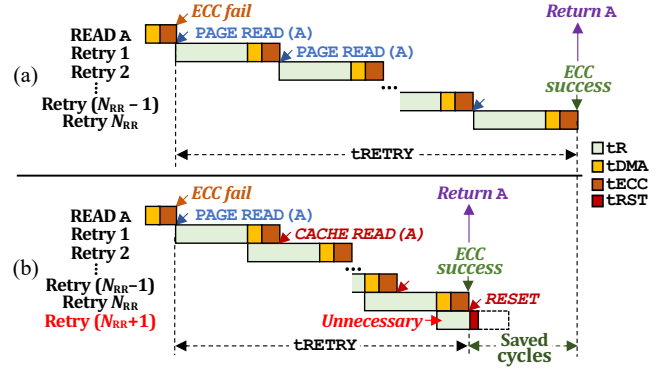 ECC fail
Return A
READ A
PAGE READ (A)
Retry 1
PAGE READ (A)
(a)
Retry 2
ECC
success
Retry (NRR – 1)
Retry NRR
tRETRY
tR
tDMA
tECC
tRST
ECC fail
Return A
READ A
PAGE READ (A)
Retry 1
CACHE READ (A)
(b)
Retry 2
ECC
success
Retry (NRR–1)
Retry NRR
RESET
Retry (NRR+1)
Unnecessary
tRETRY
Saved
cycles